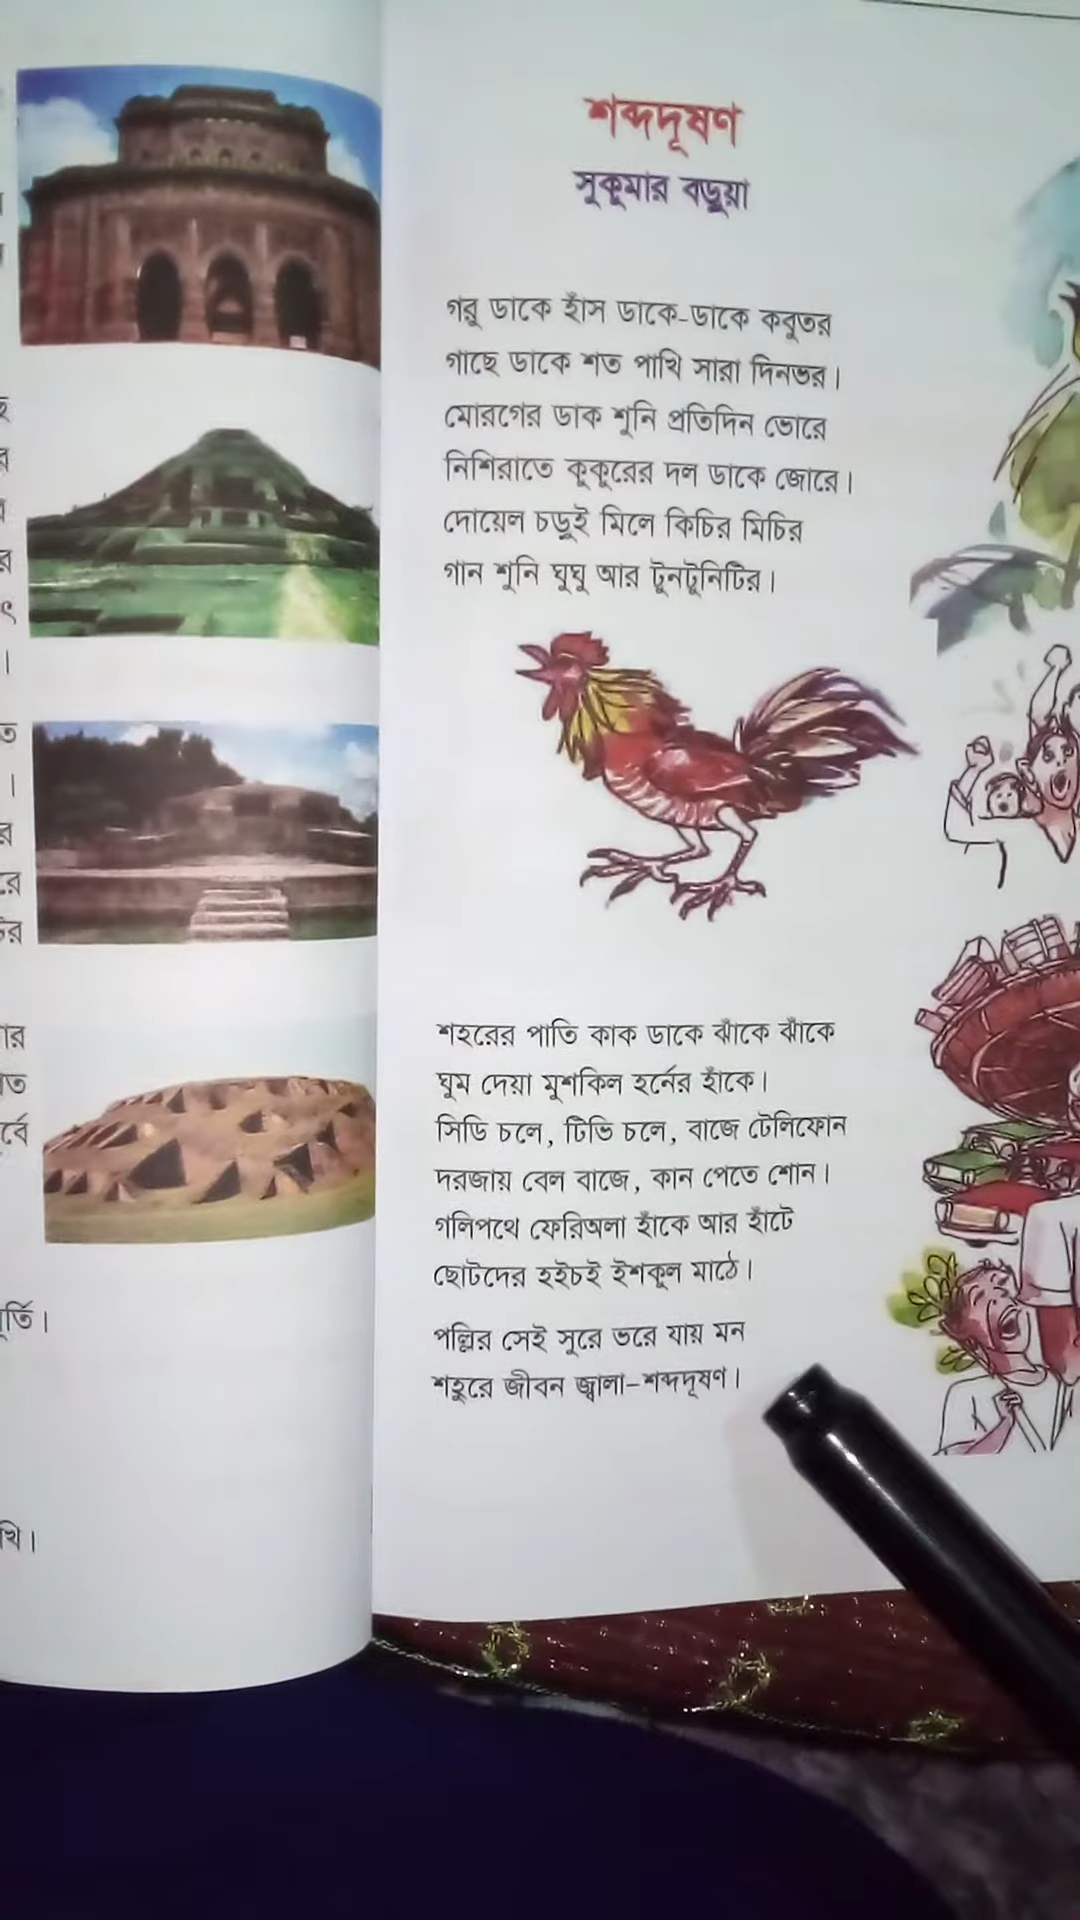 শব্দদূষণ
সুকুমার বড়ুয়া
গরু ডাকে হাঁস ডাকে-ডাকে কবুতর
গাছে ডাকে শত পাখি সারা দিনভর।
মোরগের ডাক শুনি প্রতিদিন ভোরে
নিশিরাতে কুকুরের দল ডাকে জোরে।
দোয়েল চড়ুই মিলে কিচির মিচির
গান শুনি ঘুঘু আর টুনটুনিটির।
শহরের পাতি কাক ডাকে ঝাঁকে ঝাঁকে
ঘুম দেয়া মুশকিল হর্নের হাঁকে।
সিডি চলে, টিভি চলে, বাজে টেলিফোন
দরজায় বেল বাজে, কান পেতে শোন।
গলিপথে ফেরিঅলা হাঁকে আর হাঁটে
ছোটদের হইচই ইশকুল মাঠে।
পল্লির সেই সুরে ভরে যায় মন
শহুরে জীবন জ্বালা-শব্দদূষণ।